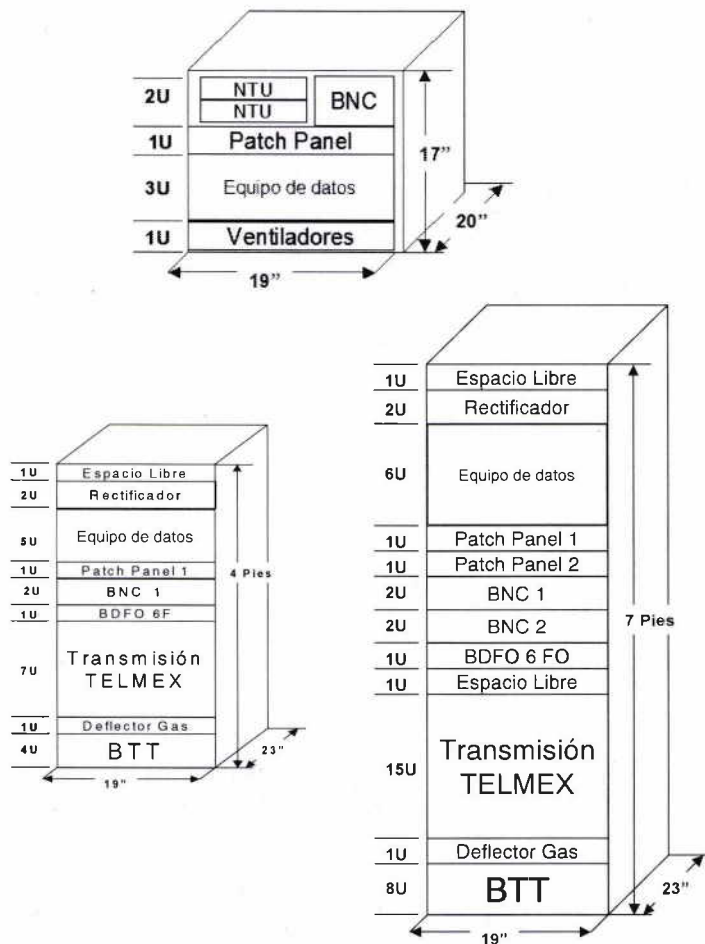 2U
NTU
NTU
BNC
1U
Patch Panel
3U
Equipo de datos
1U
Ventiladores
17”
20”
19”
1U
Espacio Libre
2U
Rectificador
5U
Equipo de datos
1U
Patch Panel 1
2U
BNC 1
1U
BDFO 6F
7U
Transmisión
TELMEX
1U
Deflector Gas
4U
BTT
4 Pies
23”
19”
1U
Espacio Libre
2U
Rectificador
6U
Equipo de datos
1U
Patch Panel 1
1U
Patch Panel 2
2U
BNC 1
2U
BNC 2
1U
BDFO 6 FO
1U
Espacio Libre
15U
Transmisión
TELMEX
1U
Deflector Gas
8U
BTT
7 Pies
23”
19”